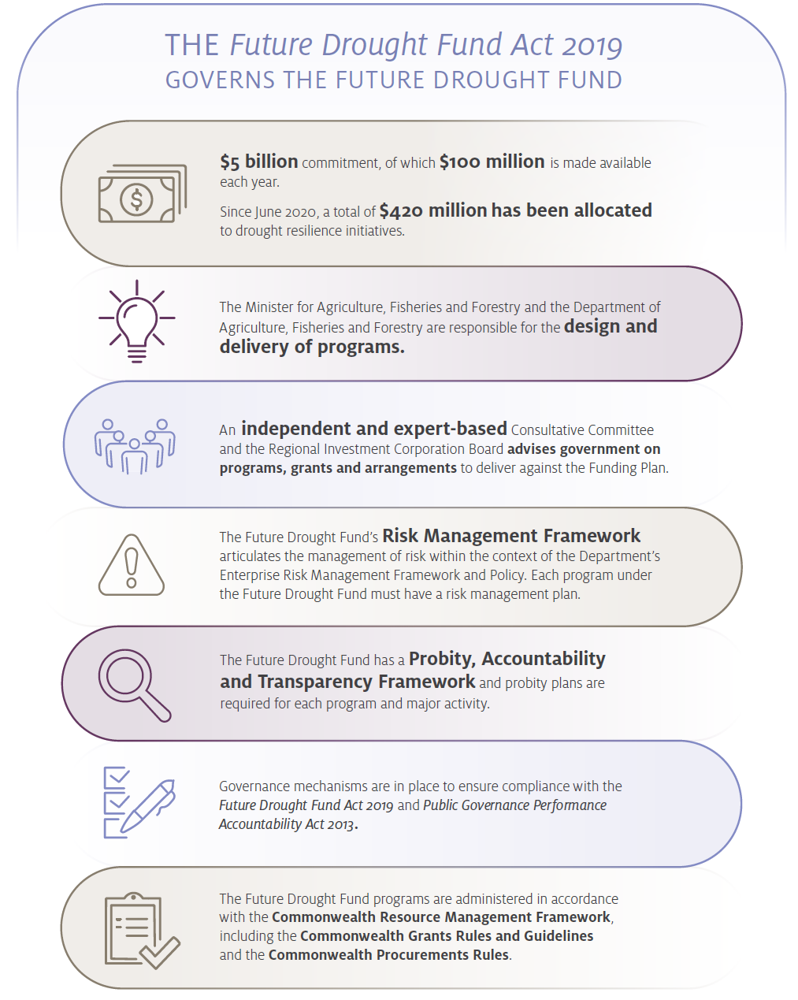 THE Future Drought Fund Act 2019
GOVERNS THE FUTURE DROUGHT FUND
$5 billion commitment, of which $100 million is made available
each year.
Since June 2020, a total of $420 million has been allocated
to drought resilience initiatives.
The Minister for Agriculture, Fisheries and Forestry and the Department of
Agriculture, Fisheries and Forestry are responsible for the design and
delivery of programs.
An independent and expert-based Consultative Committee
and the Regional Investment Corporation Board advises government on
programs, grants and arrangements to deliver against the Funding Plan.
The Future Drought Fund’s Risk Management Framework
articulates the management of risk within the context of the Department’s
Enterprise Risk Management Framework and Policy. Each program under
the Future Drought Fund must have a risk management plan.
The Future Drought Fund has a Probity, Accountability
and Transparency Framework and probity plans are
required for each program and major activity.
Governance mechanisms are in place to ensure compliance with the
Future Drought Fund Act 2019 and Public Governance Performance
Accountability Act 2013.
The Future Drought Fund programs are administered in accordance
with the Commonwealth Resource Management Framework,
including the Commonwealth Grants Rules and Guidelines
and the Commonwealth Procurements Rules.